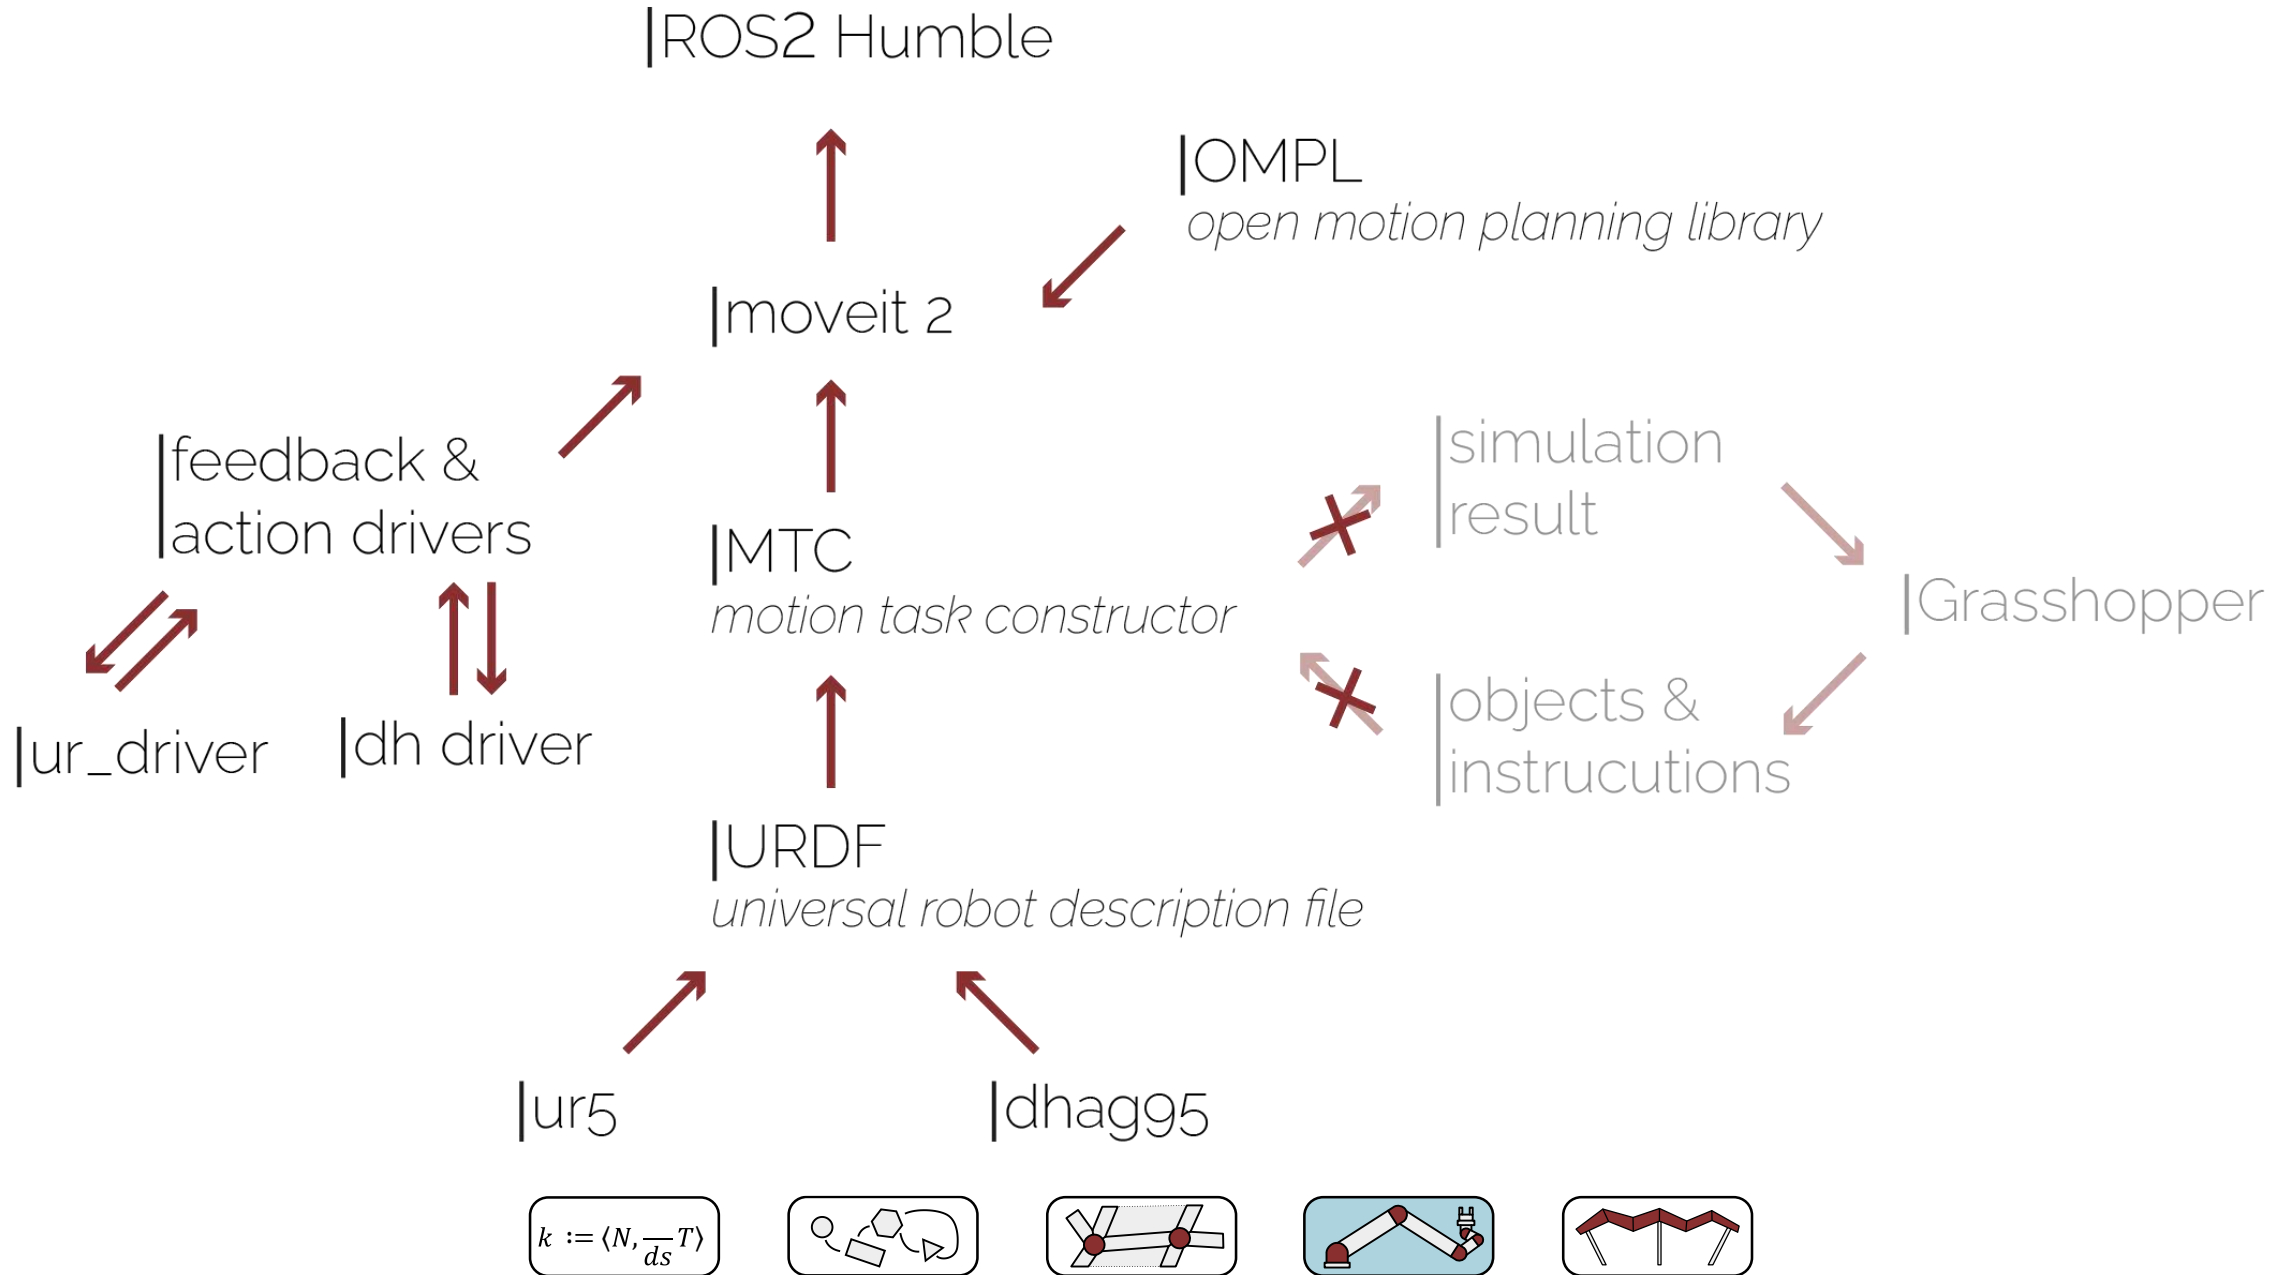 |ROS2 Humble
|OMPL
open motion planning library
|moveit 2
|feedback &
action drivers
|simulation
result
|MTC
motion task constructor
|Grasshopper
|objects &
instrucutions
|ur_driver
|dh driver
|URDF
universal robot description file
|ur5
|dhag95
k := ⟨N, —/ds T⟩